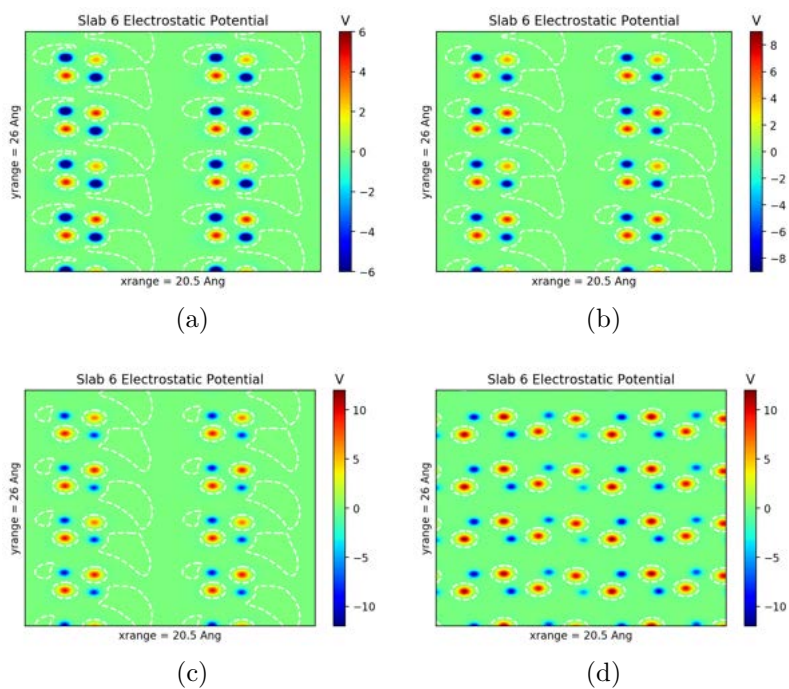 Slab 6 Electrostatic Potential V
6
4
2
0
−2
−4
−6
yrange = 26 Ang
xrange = 20.5 Ang
(a)
Slab 6 Electrostatic Potential V
8
6
4
2
0
−2
−4
−6
−8
yrange = 26 Ang
xrange = 20.5 Ang
(b)
Slab 6 Electrostatic Potential V
10
5
0
−5
−10
yrange = 26 Ang
xrange = 20.5 Ang
(c)
Slab 6 Electrostatic Potential V
10
5
0
−5
−10
yrange = 26 Ang
xrange = 20.5 Ang
(d)